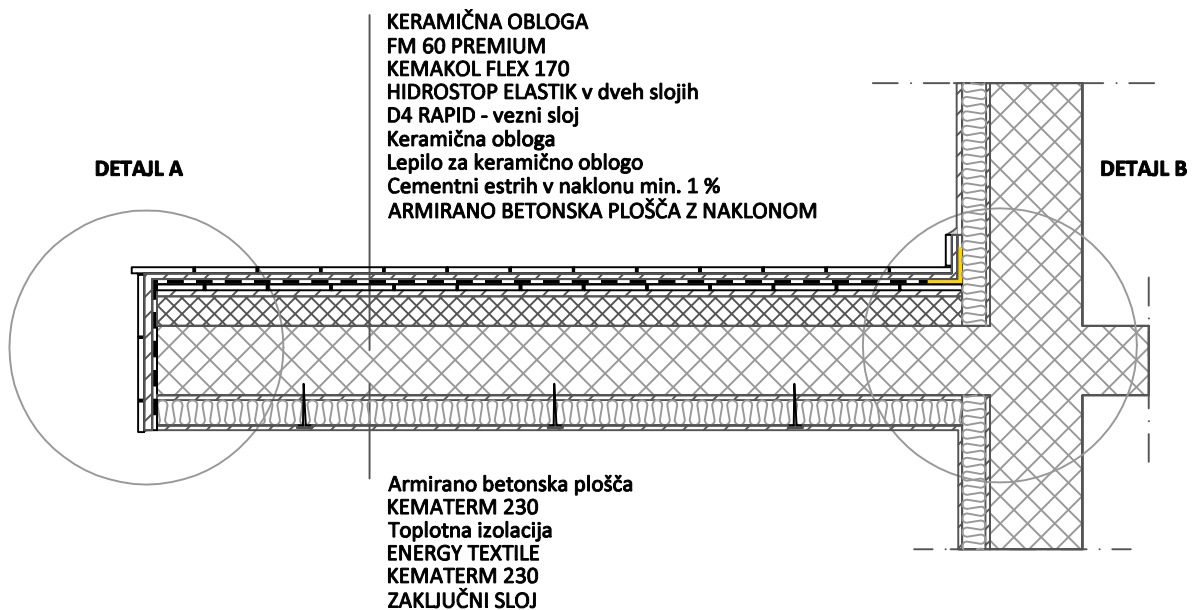 KERAMIČNA OBLOGA
FM 60 PREMIUM
KEMAKOL FLEX 170
HIDROSTOP ELASTIK v dveh slojih
D4 RAPID - vezni sloj
Keramična obloga
Lepilo za keramično oblogo
Cementni estrih v naklonu min. 1 %
ARMIRANO BETONSKA PLOŠČA Z NAKLONOM
DETAJL A
DETAJL B
Armirano betonska plošča
KEMATERM 230
Toplotna izolacija
ENERGY TEXTILE
KEMATERM 230
ZAKLJUČNI SLOJ